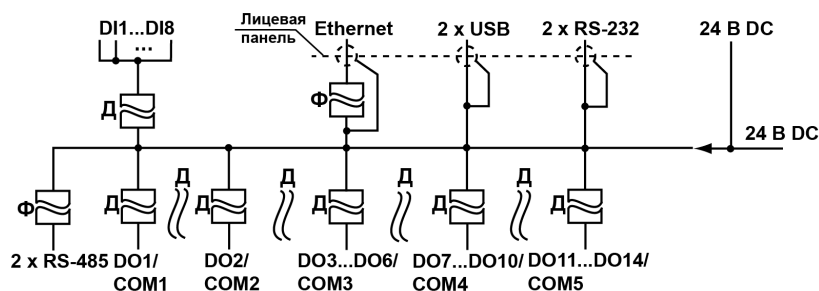 Лицевая
панель
DI1...DI8
...
Ethernet
2 x USB
2 x RS-232
24 В DC
Д
Ф
24 В DC
Д
Д
Д
Д
Ф
Д
Д
Д
Д
Д
2 x RS-485
DO1/
COM1
DO2/
COM2
DO3...DO6/
COM3
DO7...DO10/
COM4
DO11...DO14/
COM5